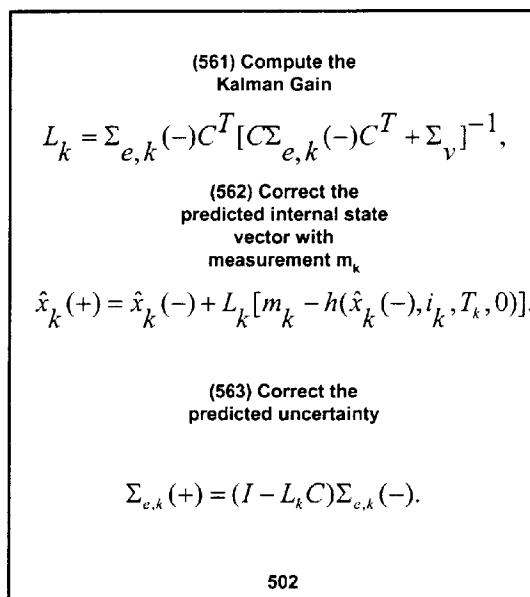 (561) Compute the
Kalman Gain
L_k = Σ_{e,k}(-)C^T[CΣ_{e,k}(-)C^T + Σ_v]^{-1},
(562) Correct the
predicted internal state
vector with
measurement m_k
x̂_k(+) = x̂_k(-) + L_k[m_k - h(x̂_k(-), i_k, T_k, 0)].
(563) Correct the
predicted uncertainty
Σ_{e,k}(+) = (I - L_kC)Σ_{e,k}(-).
502